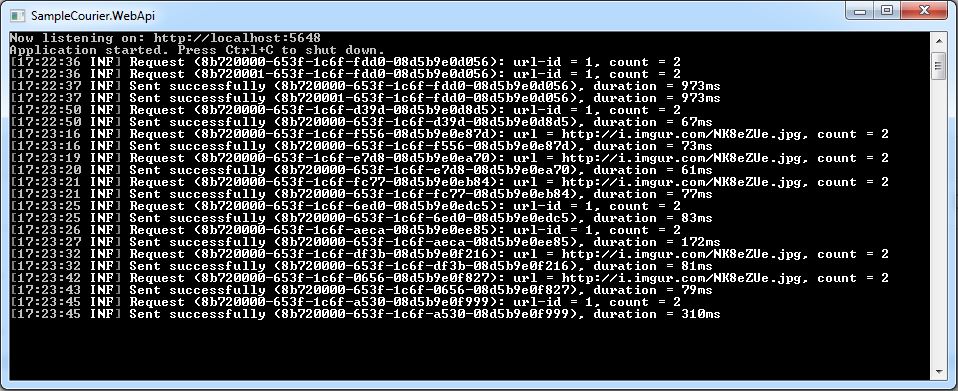 SampleCourier.WebApi
Now listening on: http://localhost:5648
Application started. Press Ctrl+C to shut down.
[17:22:36 INF] Request (8b720000-653f-1c6f-fdd0-08d5b9e0d056): url-id = 1, count = 2
[17:22:36 INF] Request (8b720001-653f-1c6f-fdd0-08d5b9e0d056): url-id = 1, count = 2
[17:22:37 INF] Sent successfully (8b720000-653f-1c6f-fdd0-08d5b9e0d056), duration = 973ms
[17:22:37 INF] Sent successfully (8b720001-653f-1c6f-fdd0-08d5b9e0d056), duration = 973ms
[17:22:50 INF] Request (8b720000-653f-1c6f-d39d-08d5b9e0d8d5): url-id = 1, count = 2
[17:22:50 INF] Sent successfully (8b720000-653f-1c6f-d39d-08d5b9e0d8d5), duration = 67ms
[17:23:16 INF] Request (8b720000-653f-1c6f-f556-08d5b9e0e87d): url = http://i.imgur.com/NK8eZUe.jpg, count = 2
[17:23:16 INF] Sent successfully (8b720000-653f-1c6f-f556-08d5b9e0e87d), duration = 73ms
[17:23:19 INF] Request (8b720000-653f-1c6f-e7d8-08d5b9e0ea70): url = http://i.imgur.com/NK8eZUe.jpg, count = 2
[17:23:20 INF] Sent successfully (8b720000-653f-1c6f-e7d8-08d5b9e0ea70), duration = 61ms
[17:23:21 INF] Request (8b720000-653f-1c6f-fc77-08d5b9e0eb84): url = http://i.imgur.com/NK8eZUe.jpg, count = 2
[17:23:21 INF] Sent successfully (8b720000-653f-1c6f-fc77-08d5b9e0eb84), duration = 77ms
[17:23:25 INF] Request (8b720000-653f-1c6f-6ed0-08d5b9e0edc5): url-id = 1, count = 2
[17:23:25 INF] Sent successfully (8b720000-653f-1c6f-6ed0-08d5b9e0edc5), duration = 83ms
[17:23:26 INF] Request (8b720000-653f-1c6f-aeca-08d5b9e0ee85): url-id = 1, count = 2
[17:23:27 INF] Sent successfully (8b720000-653f-1c6f-aeca-08d5b9e0ee85), duration = 172ms
[17:23:32 INF] Request (8b720000-653f-1c6f-df3b-08d5b9e0f216): url = http://i.imgur.com/NK8eZUe.jpg, count = 2
[17:23:32 INF] Sent successfully (8b720000-653f-1c6f-df3b-08d5b9e0f216), duration = 81ms
[17:23:42 INF] Request (8b720000-653f-1c6f-0656-08d5b9e0f827): url = http://i.imgur.com/NK8eZUe.jpg, count = 2
[17:23:43 INF] Sent successfully (8b720000-653f-1c6f-0656-08d5b9e0f827), duration = 79ms
[17:23:45 INF] Request (8b720000-653f-1c6f-a530-08d5b9e0f999): url-id = 1, count = 2
[17:23:45 INF] Sent successfully (8b720000-653f-1c6f-a530-08d5b9e0f999), duration = 310ms